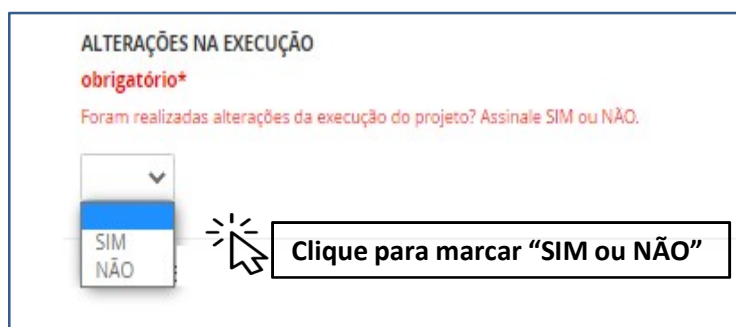 ALTERAÇÕES NA EXECUÇÃO
obrigatório*
Foram realizadas alterações da execução do projeto? Assinale SIM ou NÃO.
SIM
NÃO
Clique para marcar “SIM ou NÃO”